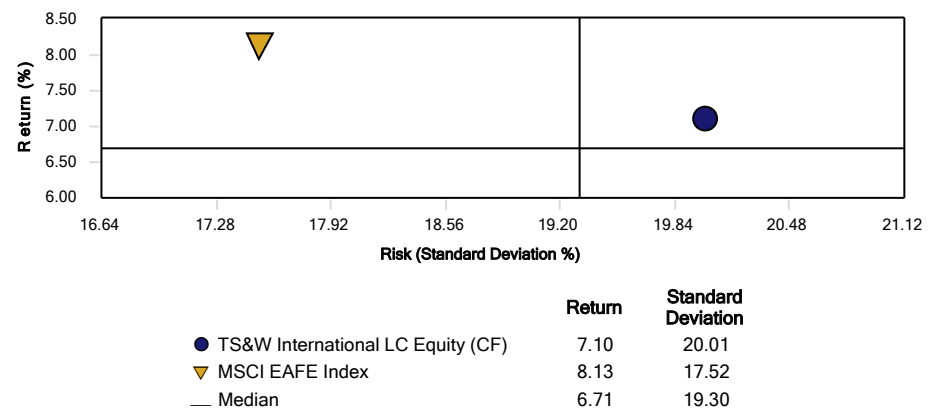 8.50
8.00
7.50
7.00
6.50
6.00
Return (%)
16.64 17.28 17.92 18.56 19.20 19.84 20.48 21.12
Risk (Standard Deviation %)
Return Standard Deviation
TS&W International LC Equity (CF) 7.10 20.01
MSCI EAFE Index 8.13 17.52
Median 6.71 19.30